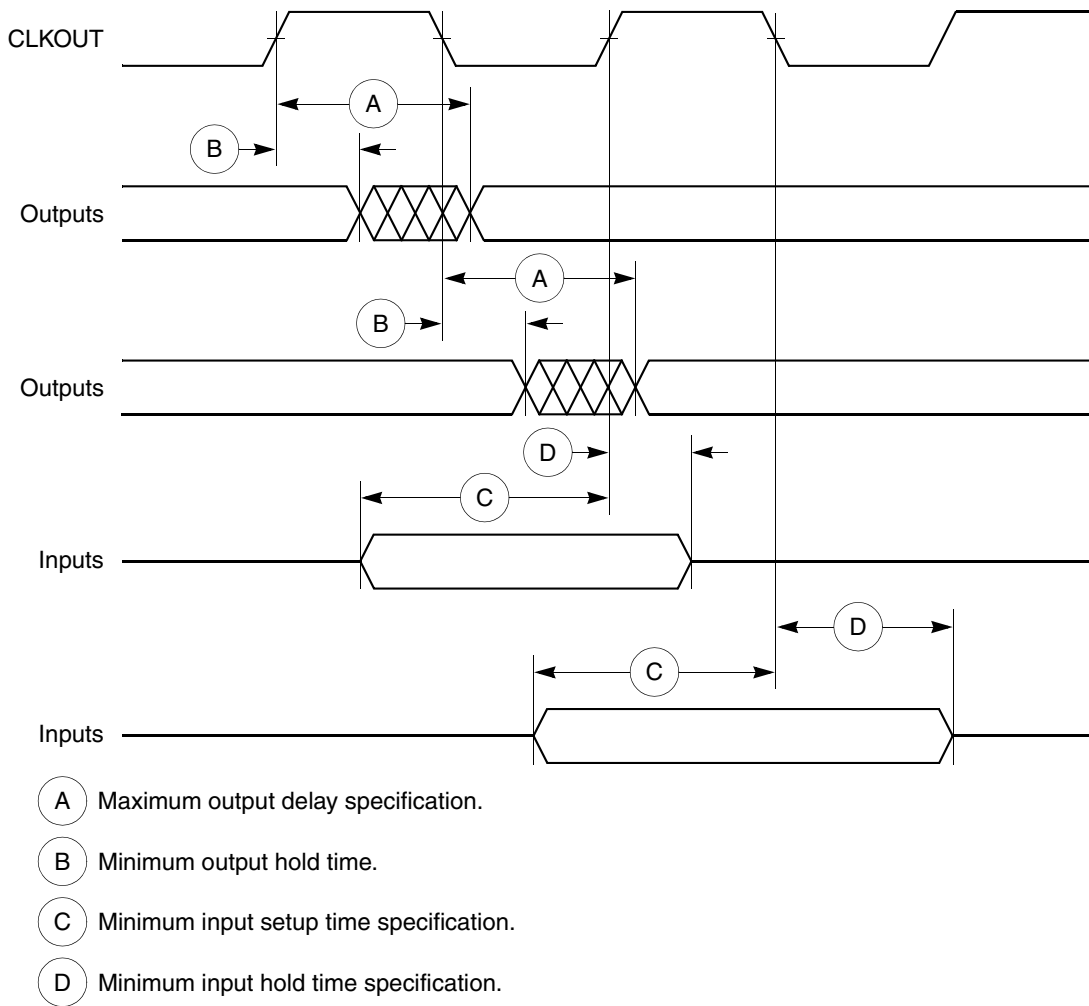 CLKOUT
A
B
Outputs
A
B
Outputs
D
C
Inputs
D
C
Inputs
A Maximum output delay specification.
B Minimum output hold time.
C Minimum input setup time specification.
D Minimum input hold time specification.